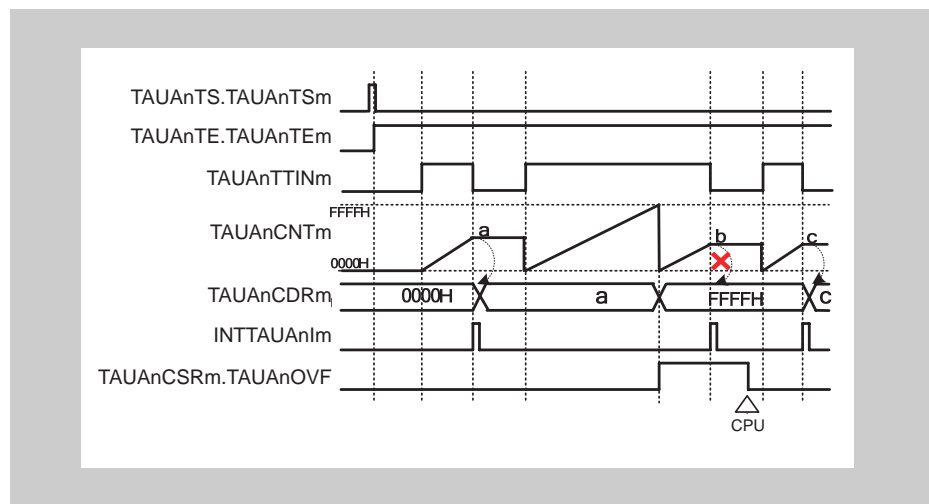 TAUAnTS.TAUAnTSm
TAUAnTE.TAUAnTEm
TAUAnTTINm
FFFFH
TAUAnCNTm
a
b
c
0000H
TAUAnCDRm
0000H
a
FFFFH
c
INTTAUAnIm
TAUAnCSRm.TAUAnOVF
CPU